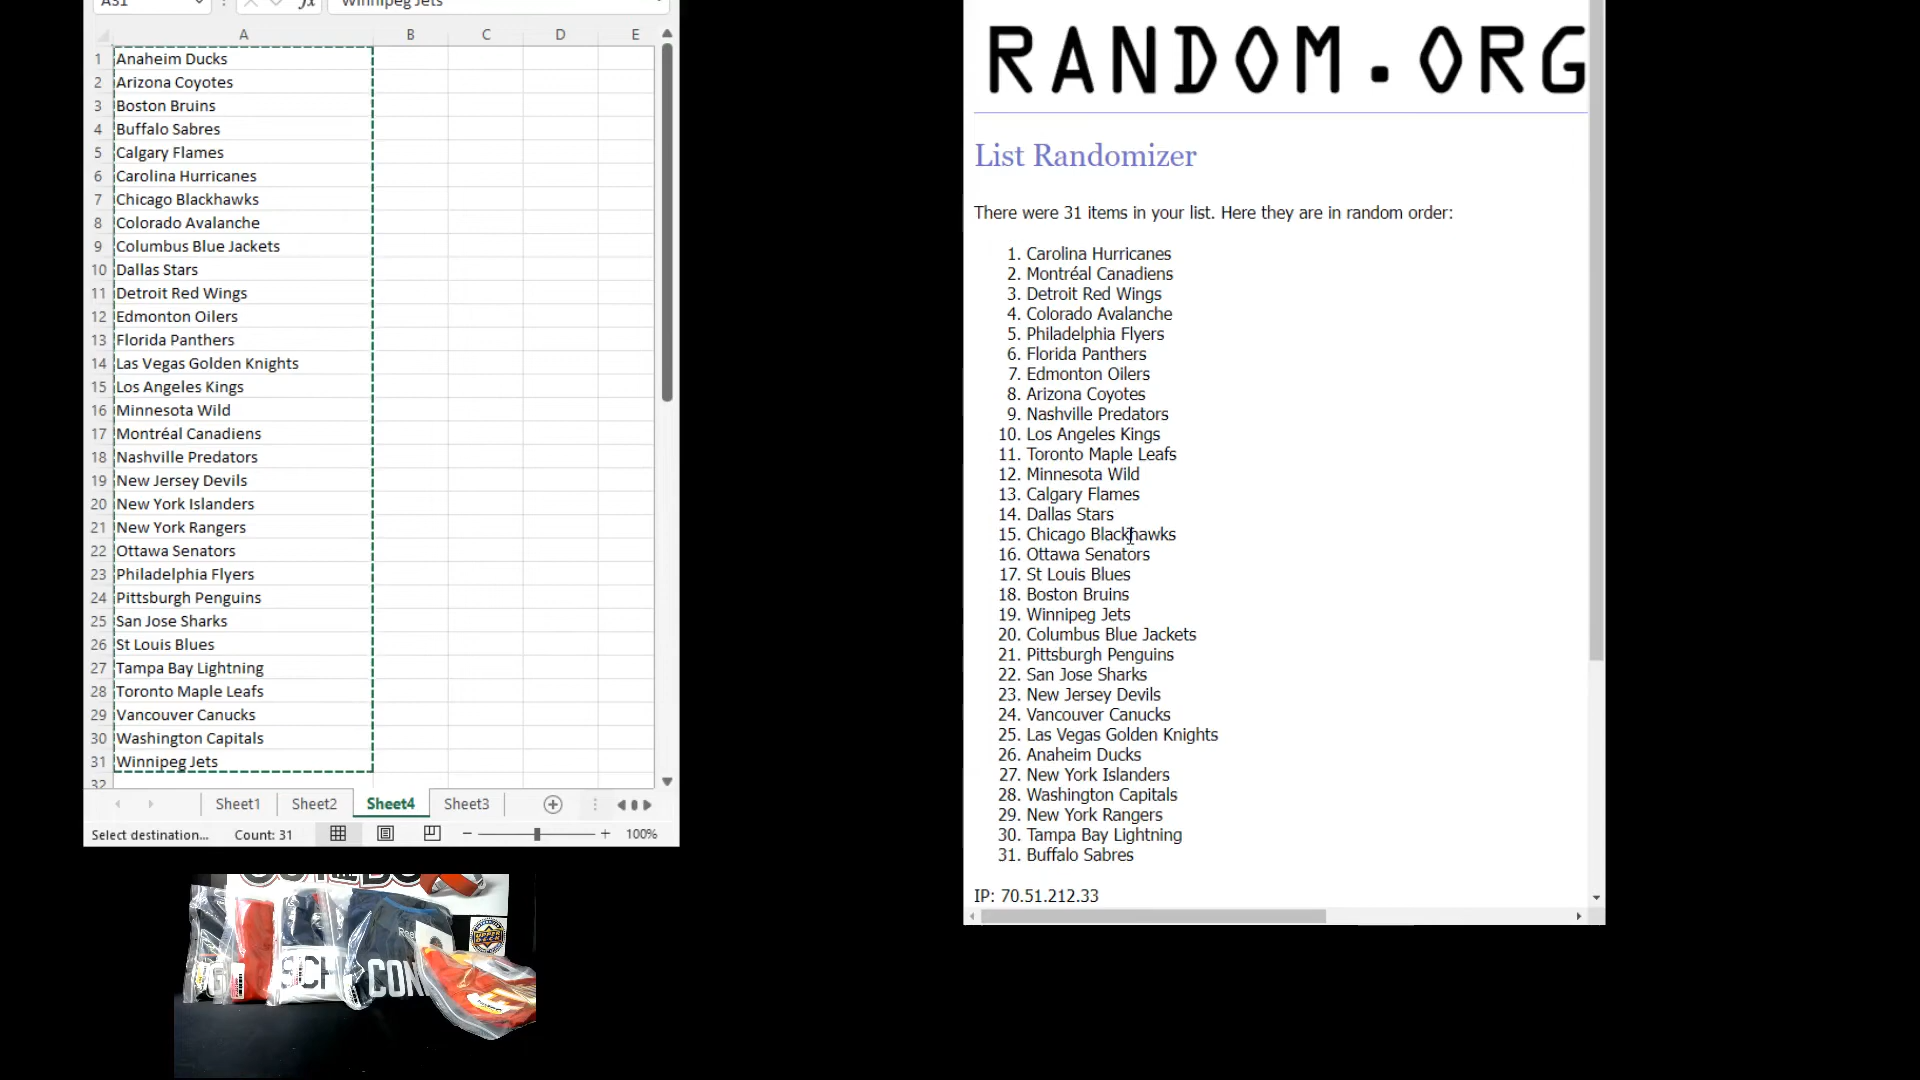 A31
fx
Winnipeg Jets
A B C D E
1 Anaheim Ducks
2 Arizona Coyotes
3 Boston Bruins
4 Buffalo Sabres
5 Calgary Flames
6 Carolina Hurricanes
7 Chicago Blackhawks
8 Colorado Avalanche
9 Columbus Blue Jackets
10 Dallas Stars
11 Detroit Red Wings
12 Edmonton Oilers
13 Florida Panthers
14 Las Vegas Golden Knights
15 Los Angeles Kings
16 Minnesota Wild
17 Montréal Canadiens
18 Nashville Predators
19 New Jersey Devils
20 New York Islanders
21 New York Rangers
22 Ottawa Senators
23 Philadelphia Flyers
24 Pittsburgh Penguins
25 San Jose Sharks
26 St Louis Blues
27 Tampa Bay Lightning
28 Toronto Maple Leafs
29 Vancouver Canucks
30 Washington Capitals
31 Winnipeg Jets
32
Sheet1 Sheet2 Sheet4 Sheet3
Select destination... Count: 31 100%
UPPER DECK
CON
RANDOM.ORG
List Randomizer
There were 31 items in your list. Here they are in random order:
1. Carolina Hurricanes
2. Montréal Canadiens
3. Detroit Red Wings
4. Colorado Avalanche
5. Philadelphia Flyers
6. Florida Panthers
7. Edmonton Oilers
8. Arizona Coyotes
9. Nashville Predators
10. Los Angeles Kings
11. Toronto Maple Leafs
12. Minnesota Wild
13. Calgary Flames
14. Dallas Stars
15. Chicago Blackhawks
16. Ottawa Senators
17. St Louis Blues
18. Boston Bruins
19. Winnipeg Jets
20. Columbus Blue Jackets
21. Pittsburgh Penguins
22. San Jose Sharks
23. New Jersey Devils
24. Vancouver Canucks
25. Las Vegas Golden Knights
26. Anaheim Ducks
27. New York Islanders
28. Washington Capitals
29. New York Rangers
30. Tampa Bay Lightning
31. Buffalo Sabres
IP: 70.51.212.33